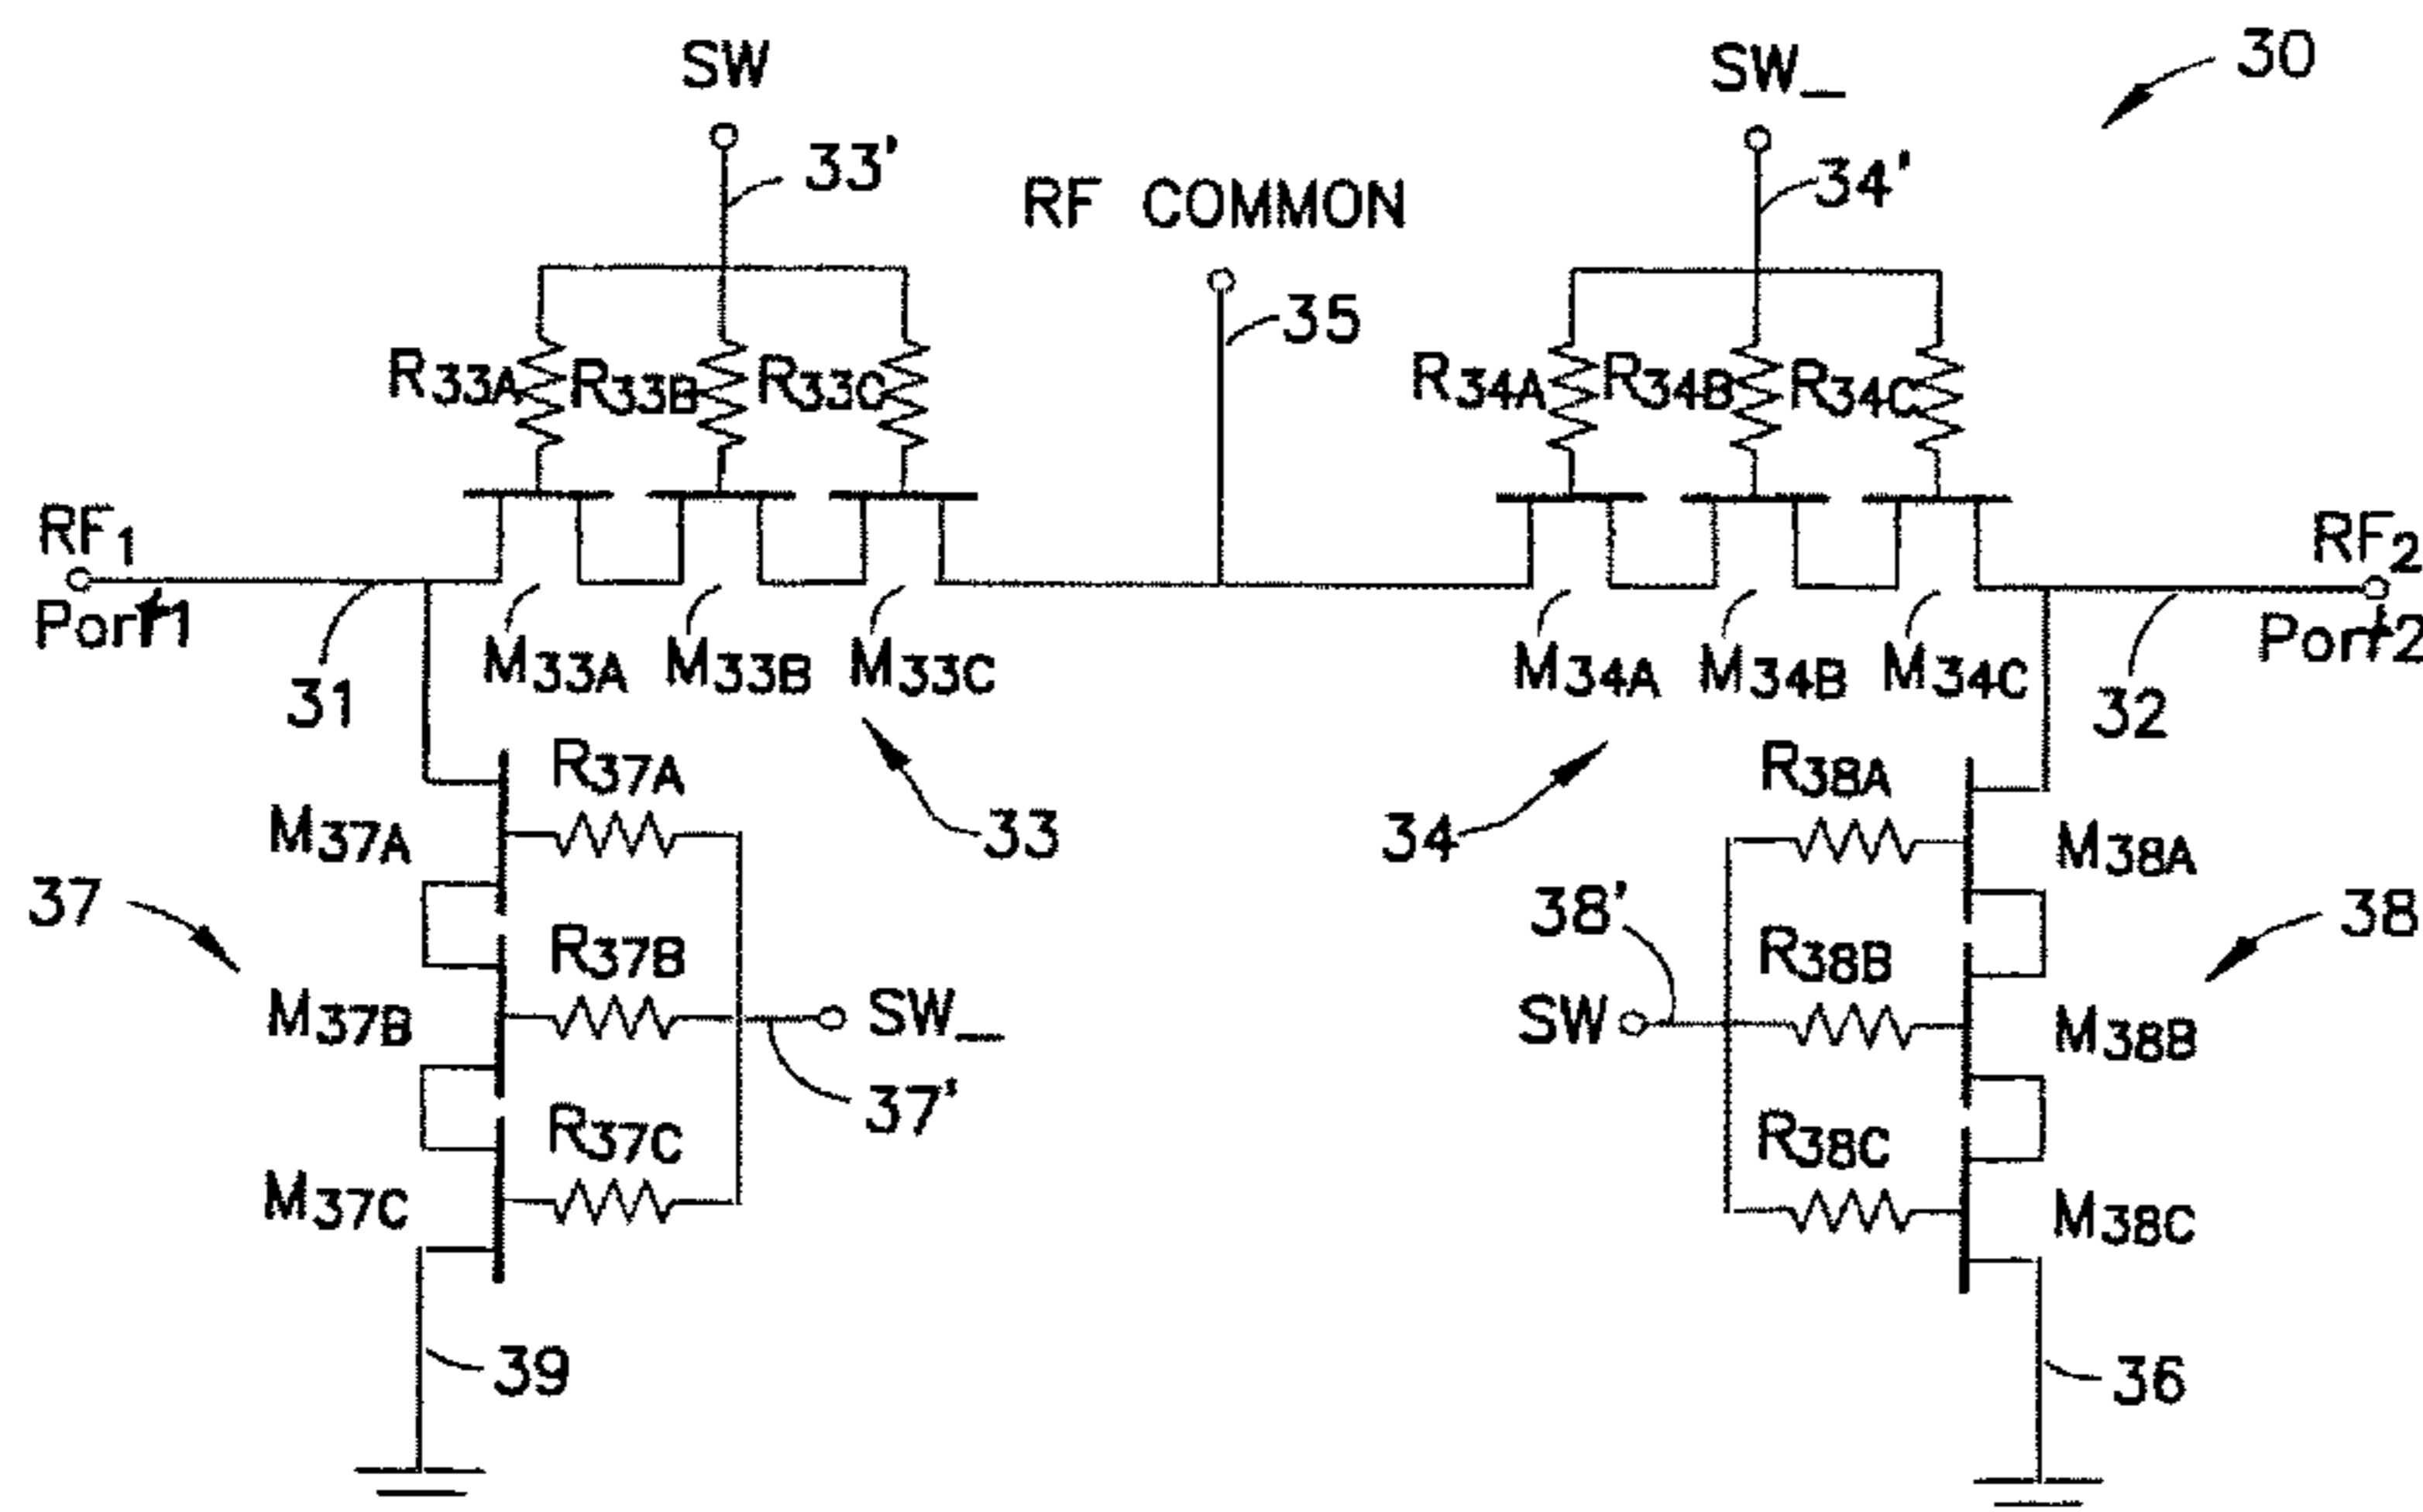 SW
SW_
30
33'
34'
RF COMMON
35
R33A
R33B
R33C
R34A
R34B
R34C
RF1
Port1
RF2
Port2
31
M33A
M33B
M33C
M34A
M34B
M34C
32
33
34
R37A
M37A
37
R37B
M37B
SW_
37'
R37C
M37C
39
R38A
M38A
38'
38
SW
R38B
M38B
R38C
M38C
36